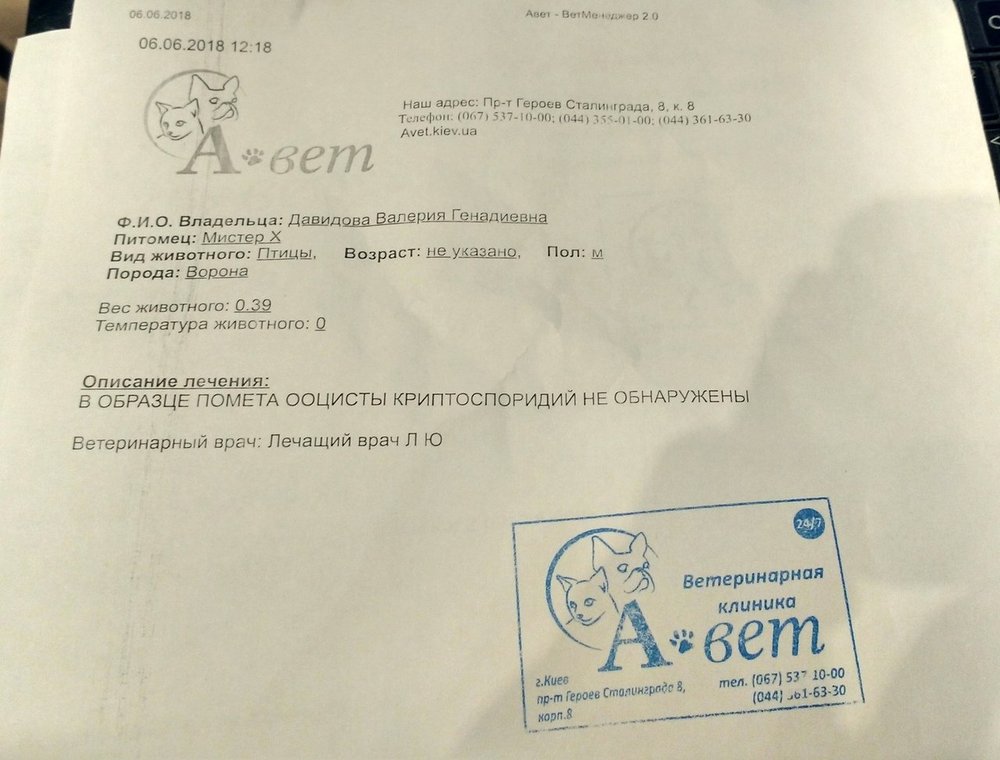 06.06.2018 Авет - ВетМенеджер 2.0
06.06.2018 12:18
А вет
Наш адрес: Пр-т Героев Сталинграда, 8, к. 8
Телефон: (067) 537-10-00; (044) 355-01-00; (044) 361-63-30
Avet.kiev.ua
Ф.И.О. Владельца: Давидова Валерия Генадиевна
Питомец: Мистер Х
Вид животного: Птицы, Возраст: не указано, Пол: м
Порода: Ворона
Вес животного: 0.39
Температура животного: 0
Описание лечения:
В ОБРАЗЦЕ ПОМЕТА ООЦИСТЫ КРИПТОСПОРИДИЙ НЕ ОБНАРУЖЕНЫ
Ветеринарный врач: Лечащий врач Л Ю
24/7
Ветеринарная
клиника
А вет
г.Киев
пр-т Героев Сталинграда 8,
корп.8
тел. (067) 537 10-00
(044) 361-63-30